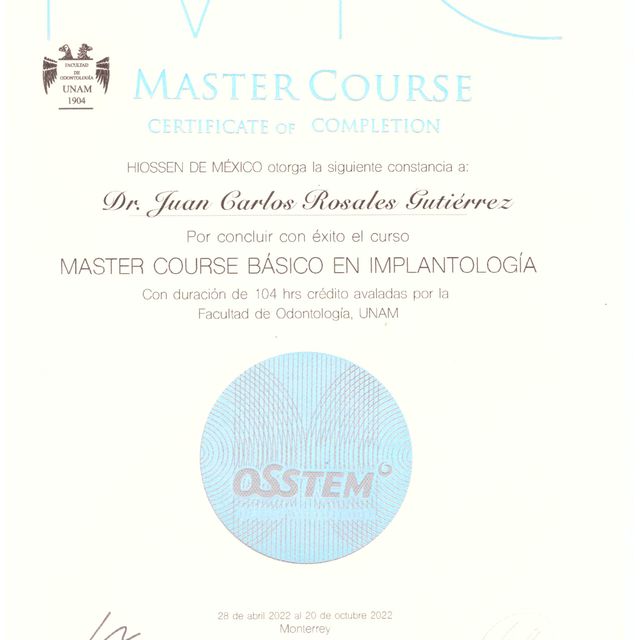 FACULTAD
DE
ODONTOLOGÍA
UNAM
1904
MASTER COURSE
CERTIFICATE OF COMPLETION
HIOSSEN DE MÉXICO otorga la siguiente constancia a:
Dr. Juan Carlos Rosales Gutiérrez
Por concluir con éxito el curso
MASTER COURSE BÁSICO EN IMPLANTOLOGÍA
Con duración de 104 hrs crédito avaladas por la
Facultad de Odontología, UNAM
OSSTEM
28 de abril 2022 al 20 de octubre 2022
Monterrey